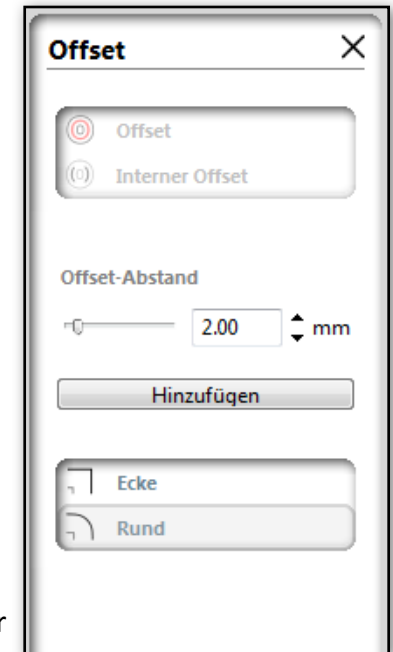 Offset
Offset
Interner Offset
Offset-Abstand
2.00 mm
Hinzufügen
Ecke
Rund
r